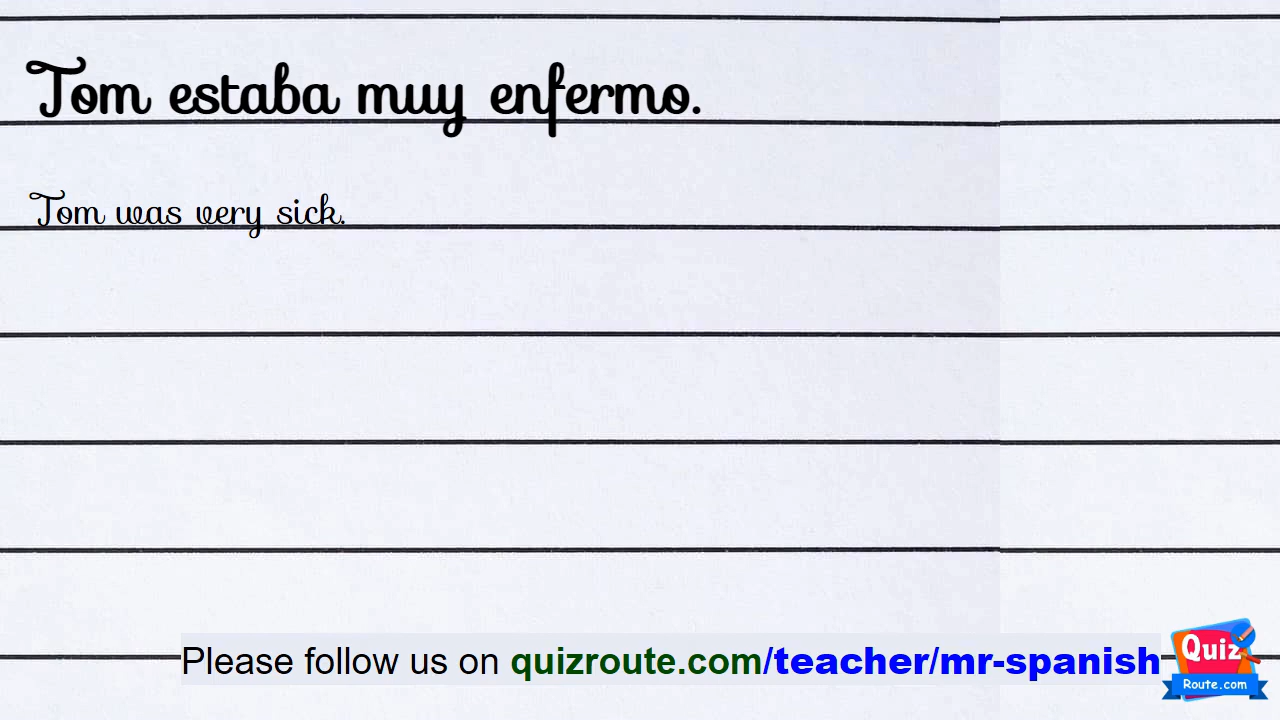 Tom estaba muy enfermo.
Tom was very sick.
Please follow us on quizroute.com/teacher/mr-spanish
Quiz
Route.com